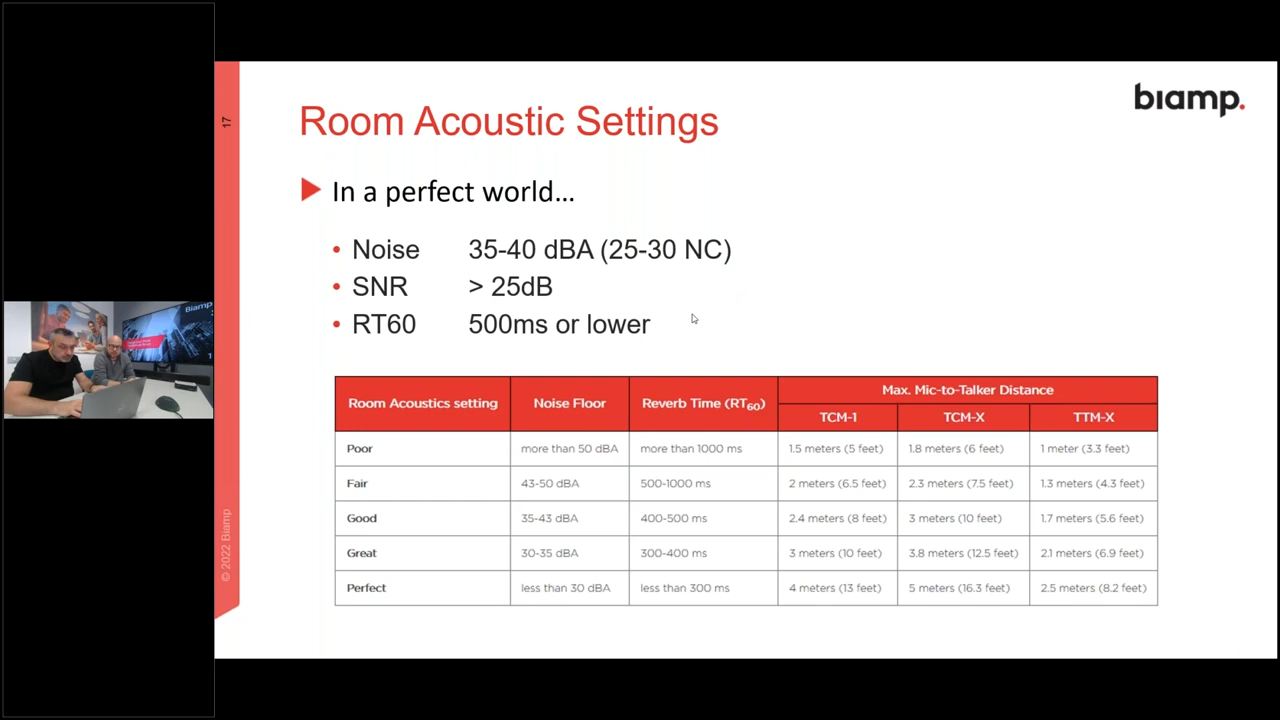 17
biamp.
Room Acoustic Settings
In a perfect world...
• Noise 35-40 dBA (25-30 NC)
• SNR > 25dB
• RT60 500ms or lower
Room Acoustics setting Noise Floor Reverb Time (RT60) Max. Mic-to-Talker Distance
TCM-1 TCM-X TTM-X
Poor more than 50 dBA more than 1000 ms 1.5 meters (5 feet) 1.8 meters (6 feet) 1 meter (3.3 feet)
Fair 43-50 dBA 500-1000 ms 2 meters (6.5 feet) 2.3 meters (7.5 feet) 1.3 meters (4.3 feet)
Good 35-43 dBA 400-500 ms 2.4 meters (8 feet) 3 meters (10 feet) 1.7 meters (5.6 feet)
Great 30-35 dBA 300-400 ms 3 meters (10 feet) 3.8 meters (12.5 feet) 2.1 meters (6.9 feet)
Perfect less than 30 dBA less than 300 ms 4 meters (13 feet) 5 meters (16.3 feet) 2.5 meters (8.2 feet)
© 2022 Biamp
Biamp